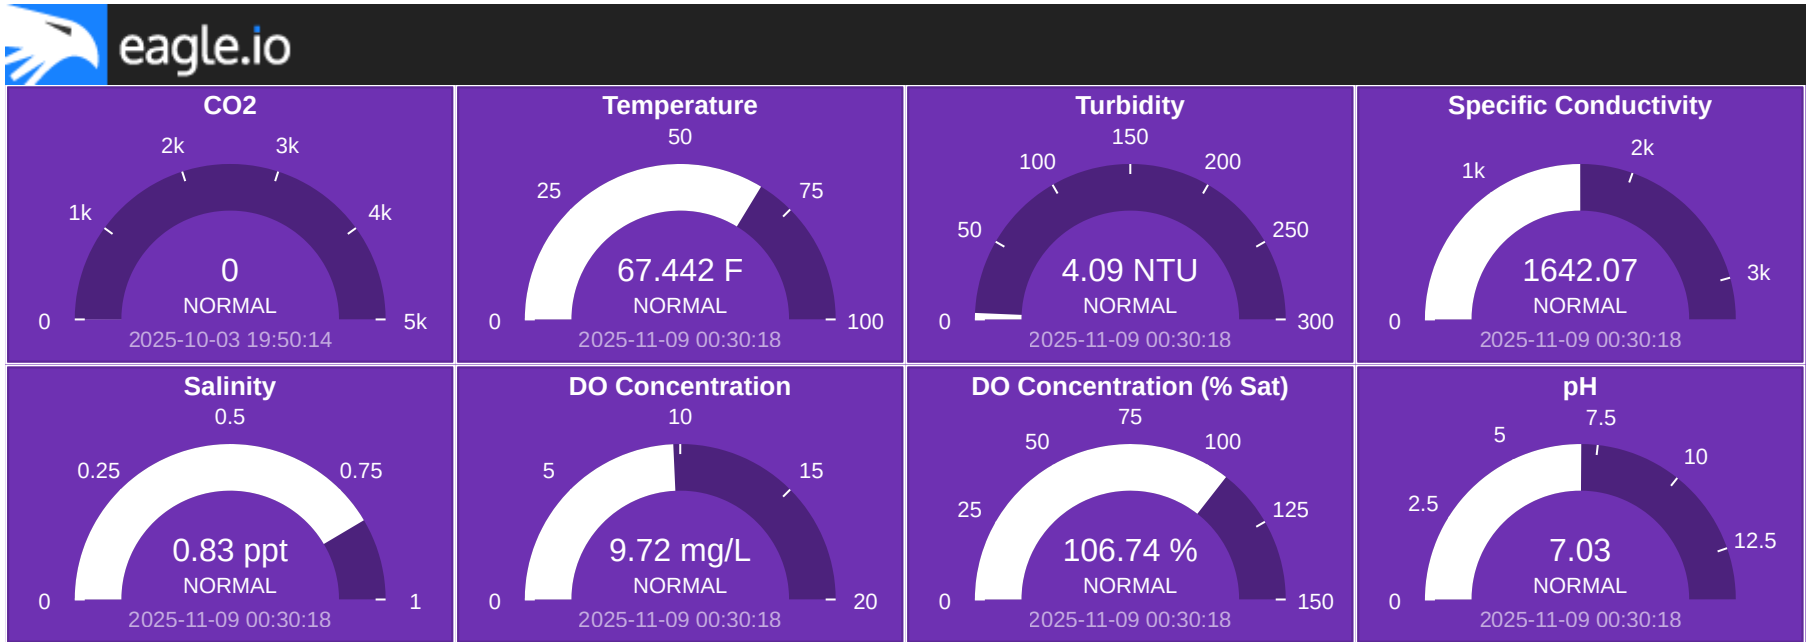 eagle.io
CO2
0
1k
2k
3k
4k
5k
0
NORMAL
2025-10-03 19:50:14
Temperature
0
25
50
75
100
67.442 F
NORMAL
2025-11-09 00:30:18
Turbidity
0
50
100
150
200
250
300
4.09 NTU
NORMAL
2025-11-09 00:30:18
Specific Conductivity
0
1k
2k
3k
1642.07
NORMAL
2025-11-09 00:30:18
Salinity
0
0.25
0.5
0.75
1
0.83 ppt
NORMAL
2025-11-09 00:30:18
DO Concentration
0
5
10
15
20
9.72 mg/L
NORMAL
2025-11-09 00:30:18
DO Concentration (% Sat)
0
25
50
75
100
125
150
106.74 %
NORMAL
2025-11-09 00:30:18
pH
0
2.5
5
7.5
10
12.5
7.03
NORMAL
2025-11-09 00:30:18